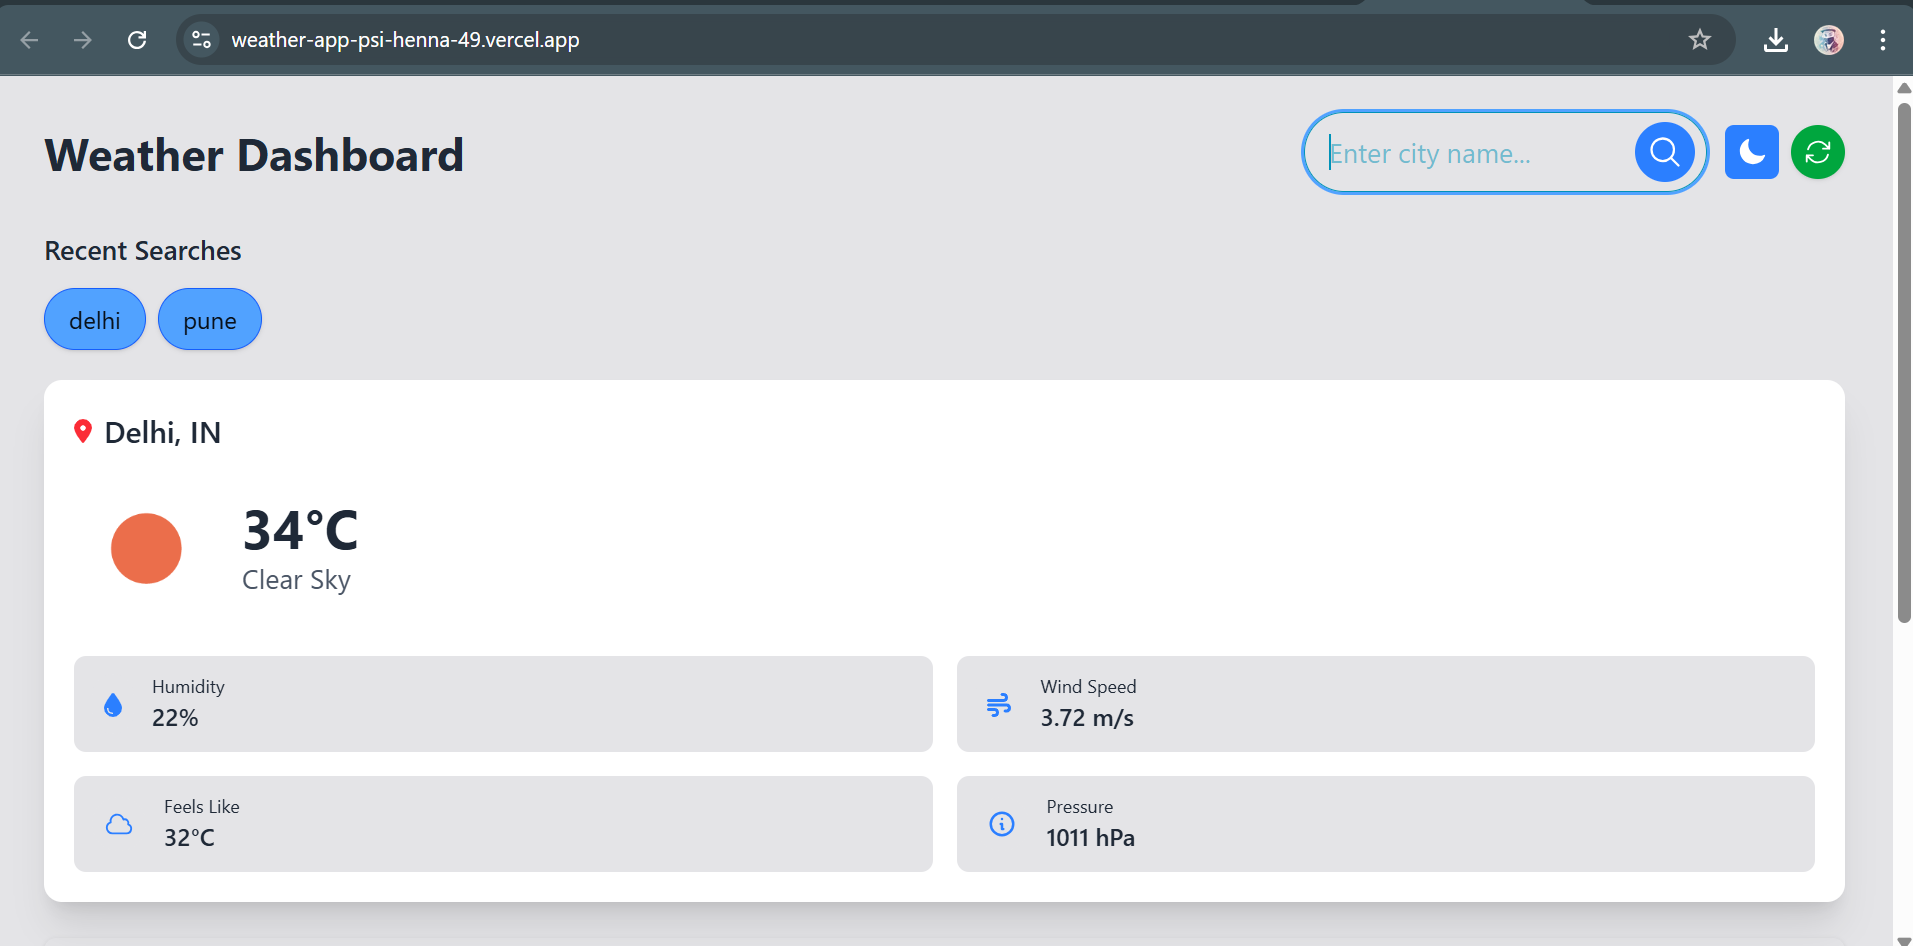 weather-app-psi-henna-49.vercel.app
Weather Dashboard
Enter city name...
Recent Searches
delhi
pune
Delhi, IN
34°C
Clear Sky
Humidity
22%
Wind Speed
3.72 m/s
Feels Like
32°C
Pressure
1011 hPa